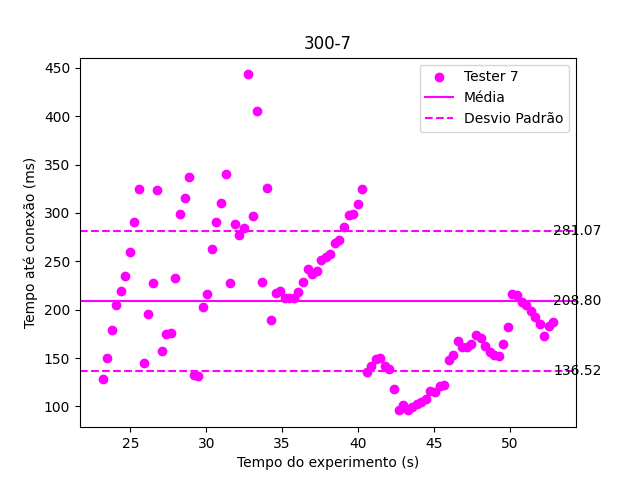 300-7
Tester 7
Média
Desvio Padrão
450
400
350
300
250
200
150
100
Tempo até conexão (ms)
281.07
208.80
136.52
25 30 35 40 45 50
Tempo do experimento (s)